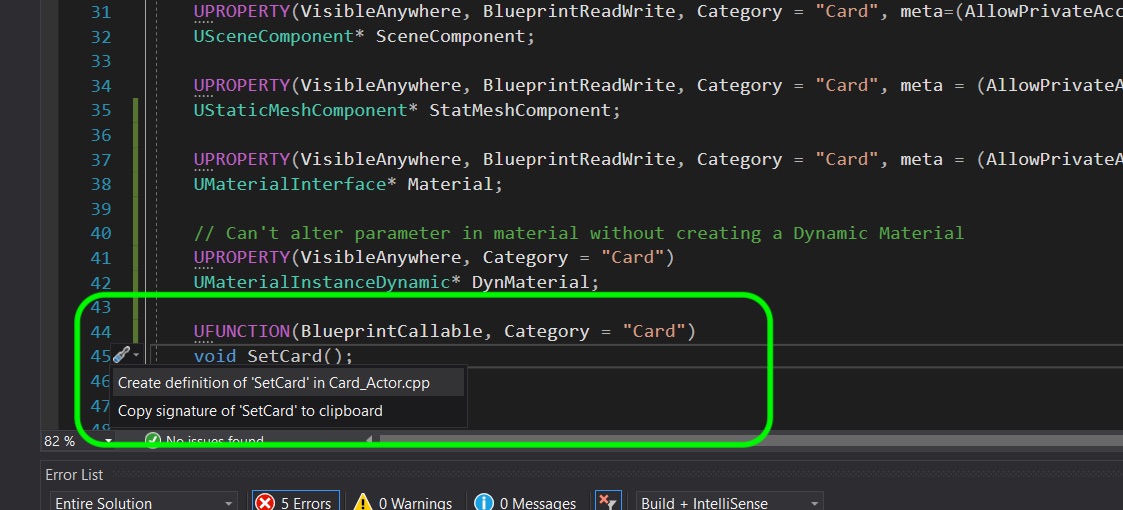 31 UPROPERTY(VisibleAnywhere, BlueprintReadWrite, Category = "Card", meta=(AllowPrivateAcc
32 USceneComponent* SceneComponent;
33
34 UPROPERTY(VisibleAnywhere, BlueprintReadWrite, Category = "Card", meta = (AllowPrivateA
35 UStaticMeshComponent* StatMeshComponent;
36
37 UPROPERTY(VisibleAnywhere, BlueprintReadWrite, Category = "Card", meta = (AllowPrivateA
38 UMaterialInterface* Material;
39
40 // Can't alter parameter in material without creating a Dynamic Material
41 UPROPERTY(VisibleAnywhere, Category = "Card")
42 UMaterialInstanceDynamic* DynMaterial;
43
44 UFUNCTION(BlueprintCallable, Category = "Card")
45 void SetCard();
46 Create definition of 'SetCard' in Card_Actor.cpp
47 Copy signature of 'SetCard' to clipboard
48
82 % No issues found
Error List
Entire Solution 5 Errors 0 Warnings 0 Messages Build + IntelliSense